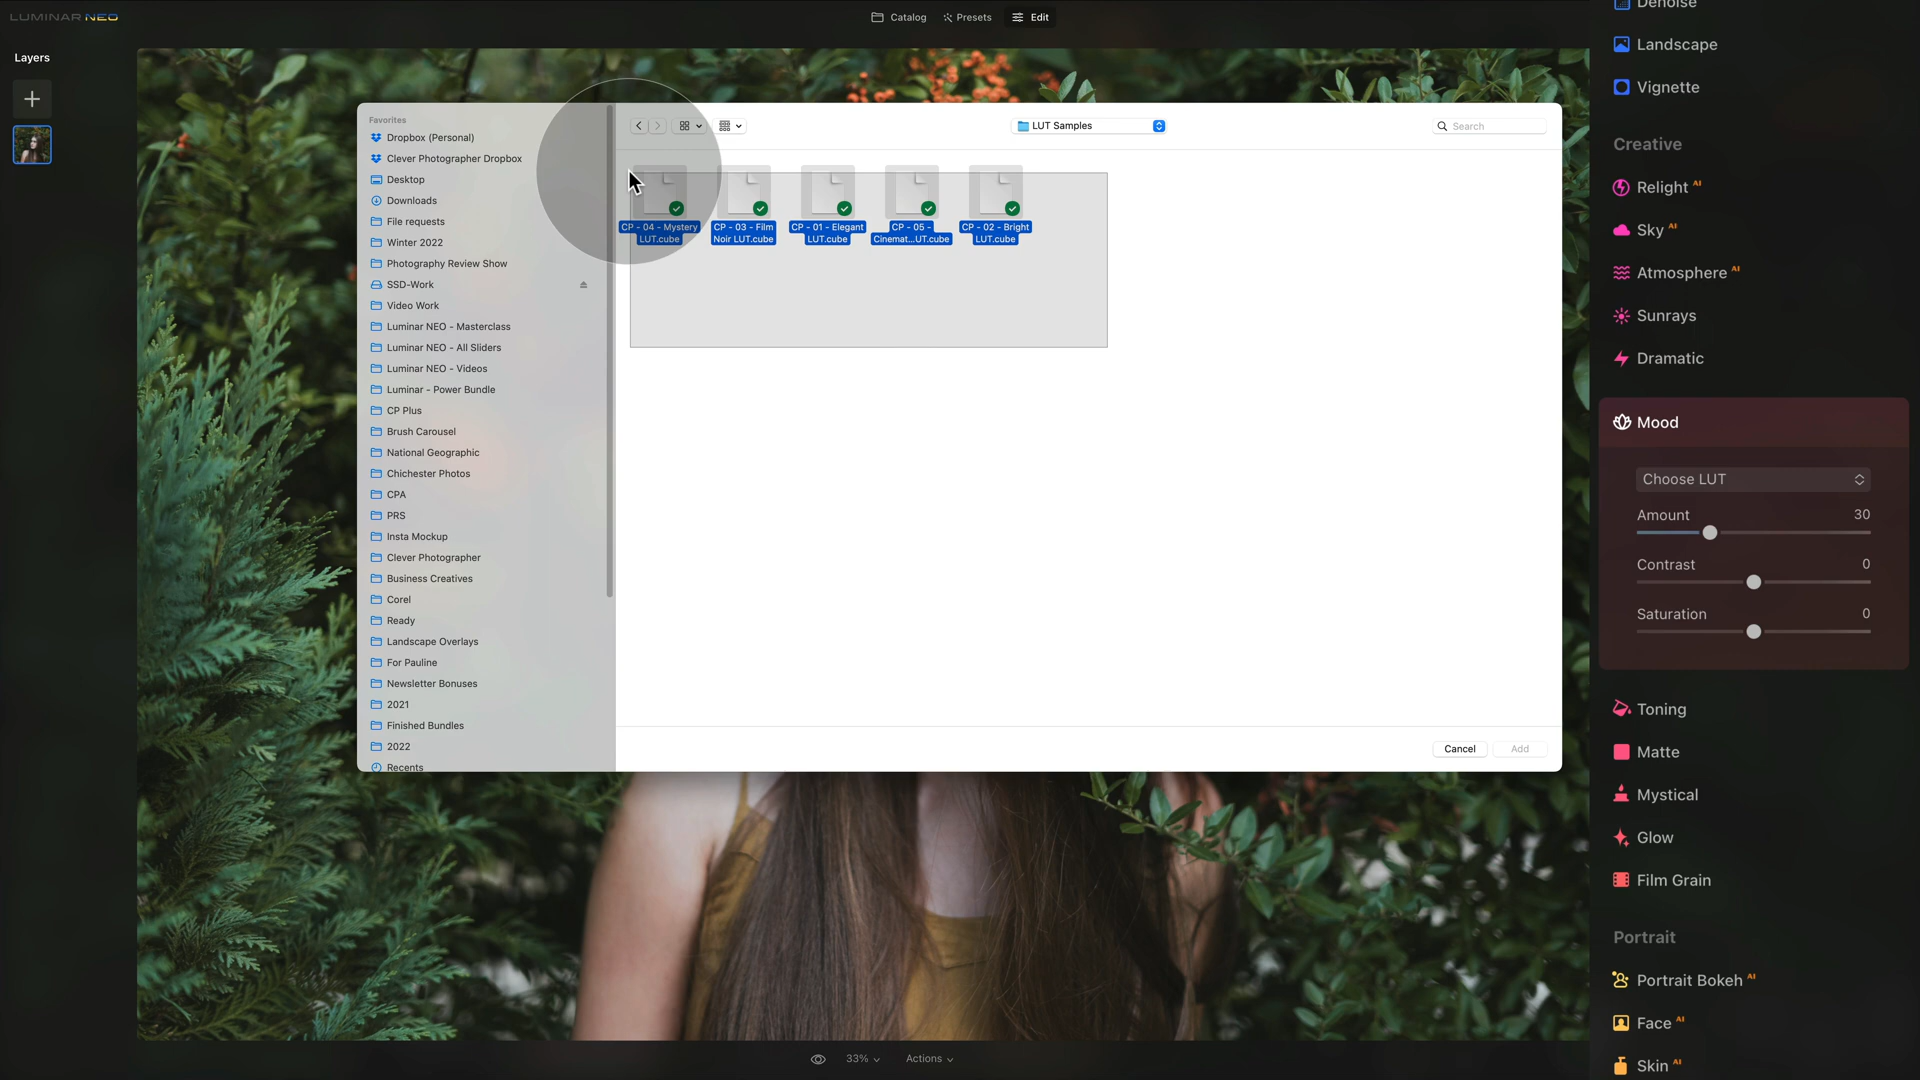 LUMINAR NEO
Catalog
Presets
Edit
Layers
Favorites
Dropbox (Personal)
Clever Photographer Dropbox
Desktop
Downloads
File requests
Winter 2022
Photography Review Show
SSD-Work
Video Work
Luminar NEO - Masterclass
Luminar NEO - All Sliders
Luminar NEO - Videos
Luminar - Power Bundle
CP Plus
Brush Carousel
National Geographic
Chichester Photos
CPA
PRS
Insta Mockup
Clever Photographer
Business Creatives
Corel
Ready
Landscape Overlays
For Pauline
Newsletter Bonuses
2021
Finished Bundles
2022
Recents
LUT Samples
Search
CP - 04 - Mystery
LUT.cube
CP - 03 - Film
Noir LUT.cube
CP - 01 - Elegant
LUT.cube
CP - 05 -
Cinemat...UT.cube
CP - 02 - Bright
LUT.cube
Cancel
Add
33%
Actions
Denoise
Landscape
Vignette
Creative
Relight AI
Sky AI
Atmosphere AI
Sunrays
Dramatic
Mood
Choose LUT
Amount 30
Contrast 0
Saturation 0
Toning
Matte
Mystical
Glow
Film Grain
Portrait
Portrait Bokeh AI
Face AI
Skin AI